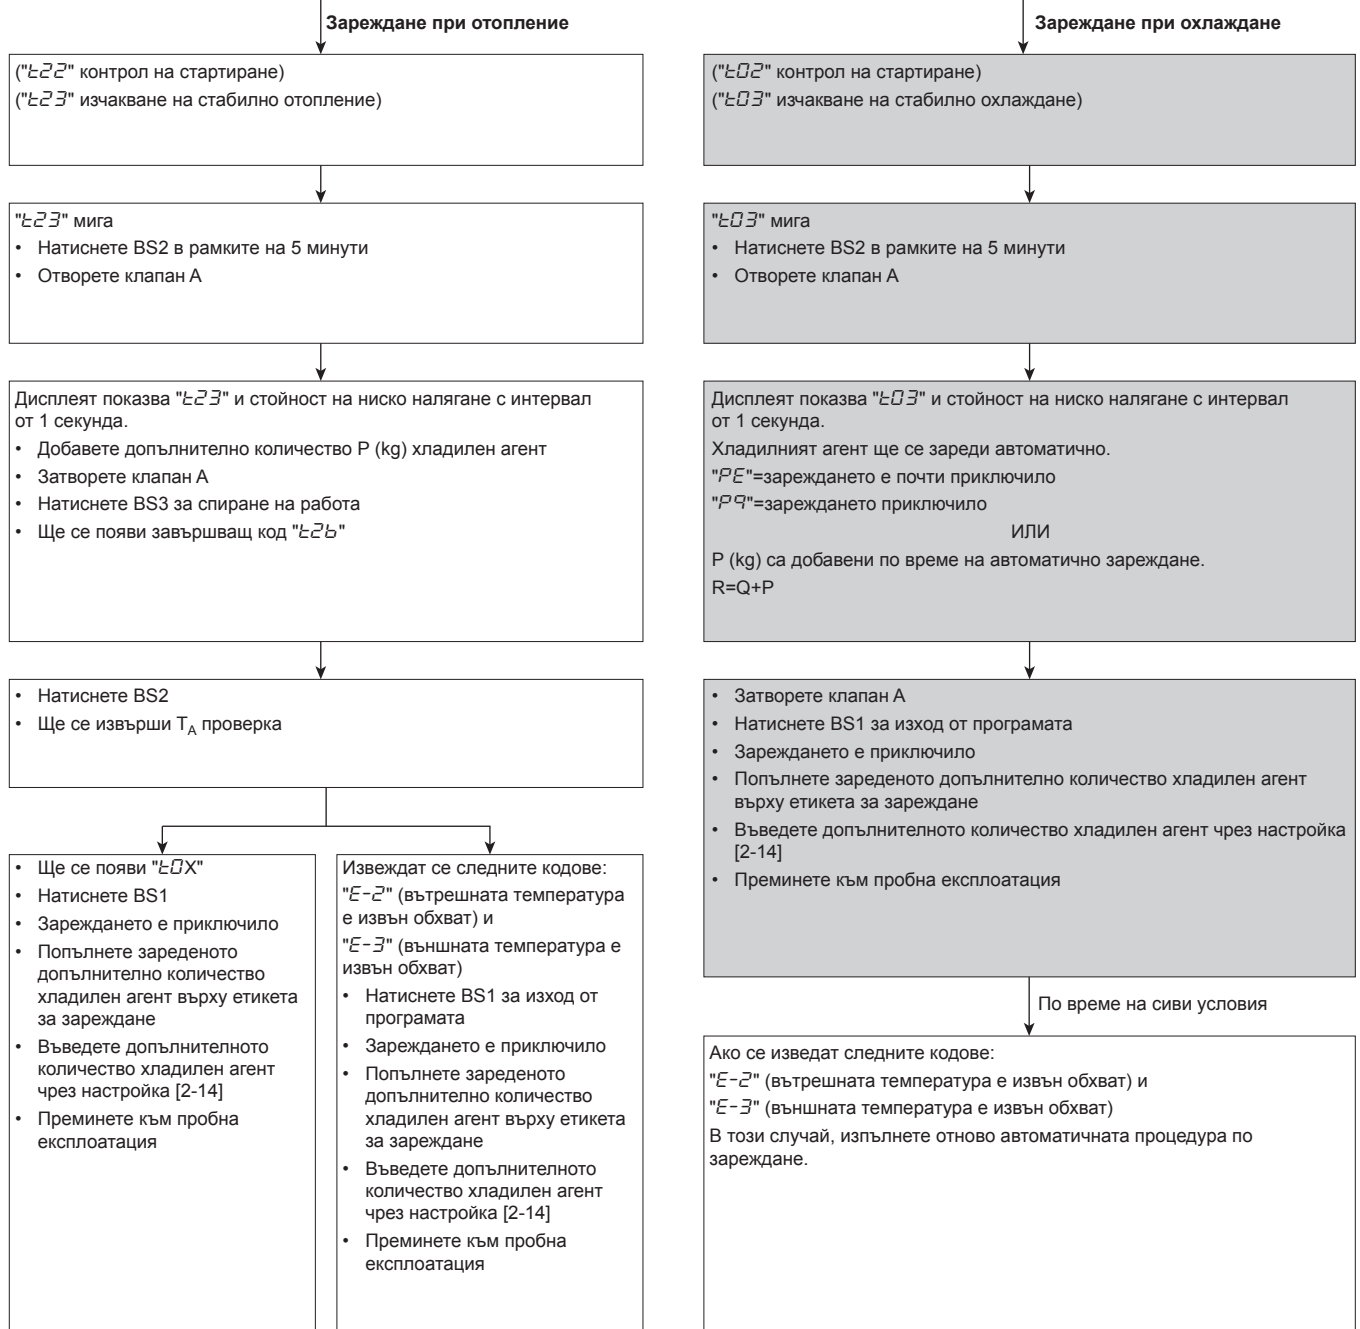 Зареждане при отопление
("t22" контрол на стартиране)
("t23" изчакване на стабилно отопление)
"t23" мига
• Натиснете BS2 в рамките на 5 минути
• Отворете клапан A
Дисплеят показва "t23" и стойност на ниско налягане с интервал
от 1 секунда.
• Добавете допълнително количество P (kg) хладилен агент
• Затворете клапан A
• Натиснете BS3 за спиране на работа
• Ще се появи завършващ код "t26"
• Натиснете BS2
• Ще се извърши TA проверка
• Ще се появи "t0X"
• Натиснете BS1
• Зареждането е приключило
• Попълнете зареденото
допълнително количество
хладилен агент върху етикета
за зареждане
• Въведете допълнителното
количество хладилен агент
чрез настройка [2-14]
• Преминете към пробна
експлоатация
Извеждат се следните кодове:
"E-2" (вътрешната температура
е извън обхват) и
"E-3" (външната температура е
извън обхват)
• Натиснете BS1 за изход от
програмата
• Зареждането е приключило
• Попълнете зареденото
допълнително количество
хладилен агент върху етикета
за зареждане
• Въведете допълнителното
количество хладилен агент
чрез настройка [2-14]
• Преминете към пробна
експлоатация
Зареждане при охлаждане
("t02" контрол на стартиране)
("t03" изчакване на стабилно охлаждане)
"t03" мига
• Натиснете BS2 в рамките на 5 минути
• Отворете клапан A
Дисплеят показва "t03" и стойност на ниско налягане с интервал
от 1 секунда.
Хладилният агент ще се зареди автоматично.
"PE"=зареждането е почти приключило
"P9"=зареждането приключило
ИЛИ
P (kg) са добавени по време на автоматично зареждане.
R=Q+P
• Затворете клапан A
• Натиснете BS1 за изход от програмата
• Зареждането е приключило
• Попълнете зареденото допълнително количество хладилен агент
върху етикета за зареждане
• Въведете допълнителното количество хладилен агент чрез настройка
[2-14]
• Преминете към пробна експлоатация
По време на сиви условия
Ако се изведат следните кодове:
"E-2" (вътрешната температура е извън обхват) и
"E-3" (външната температура е извън обхват)
В този случай, изпълнете отново автоматичната процедура по
зареждане.